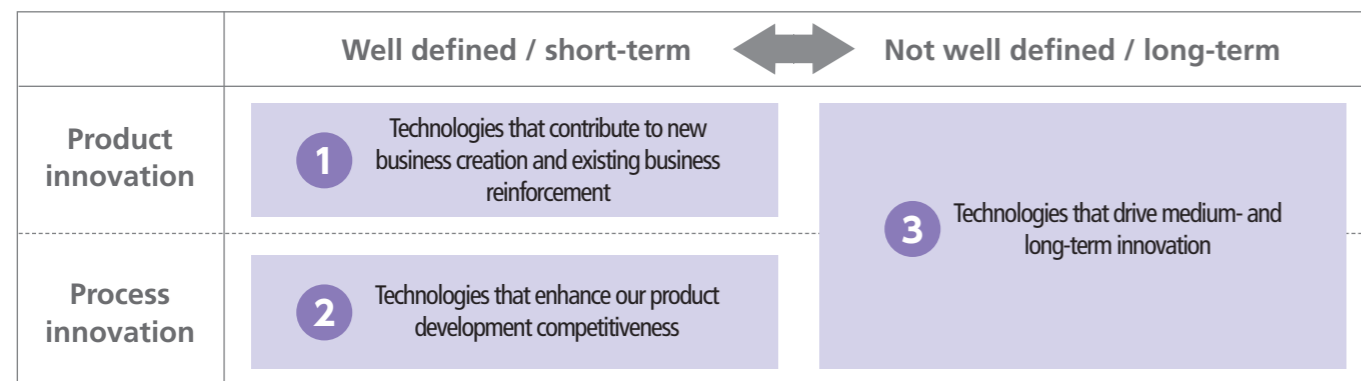 Well defined / short-term
Not well defined / long-term
Product
innovation
1
Technologies that contribute to new
business creation and existing business
reinforcement
3
Technologies that drive medium- and
long-term innovation
Process
innovation
2
Technologies that enhance our product
development competitiveness